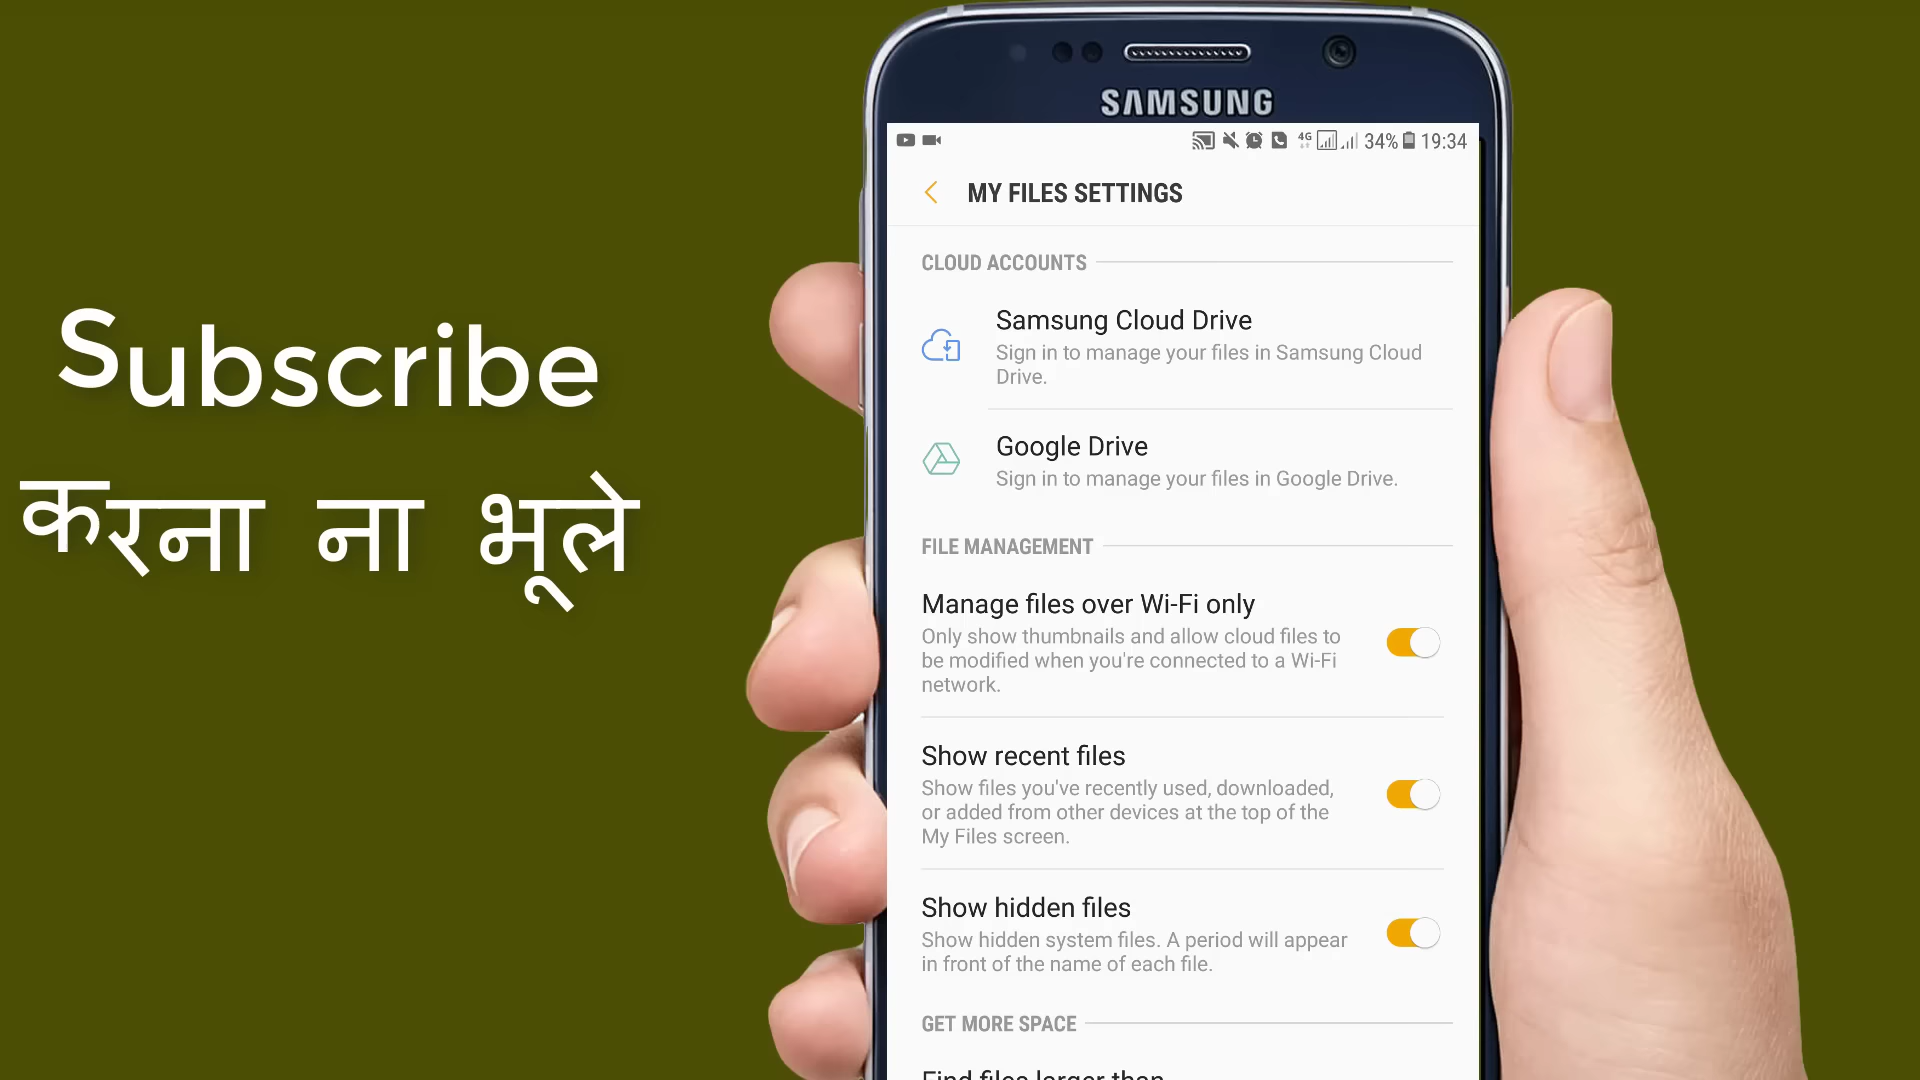 Subscribe
करना ना भूले
SAMSUNG
4G 34% 19:34
MY FILES SETTINGS
CLOUD ACCOUNTS
Samsung Cloud Drive
Sign in to manage your files in Samsung Cloud
Drive.
Google Drive
Sign in to manage your files in Google Drive.
FILE MANAGEMENT
Manage files over Wi-Fi only
Only show thumbnails and allow cloud files to
be modified when you're connected to a Wi-Fi
network.
Show recent files
Show files you've recently used, downloaded,
or added from other devices at the top of the
My Files screen.
Show hidden files
Show hidden system files. A period will appear
in front of the name of each file.
GET MORE SPACE
Find files larger than